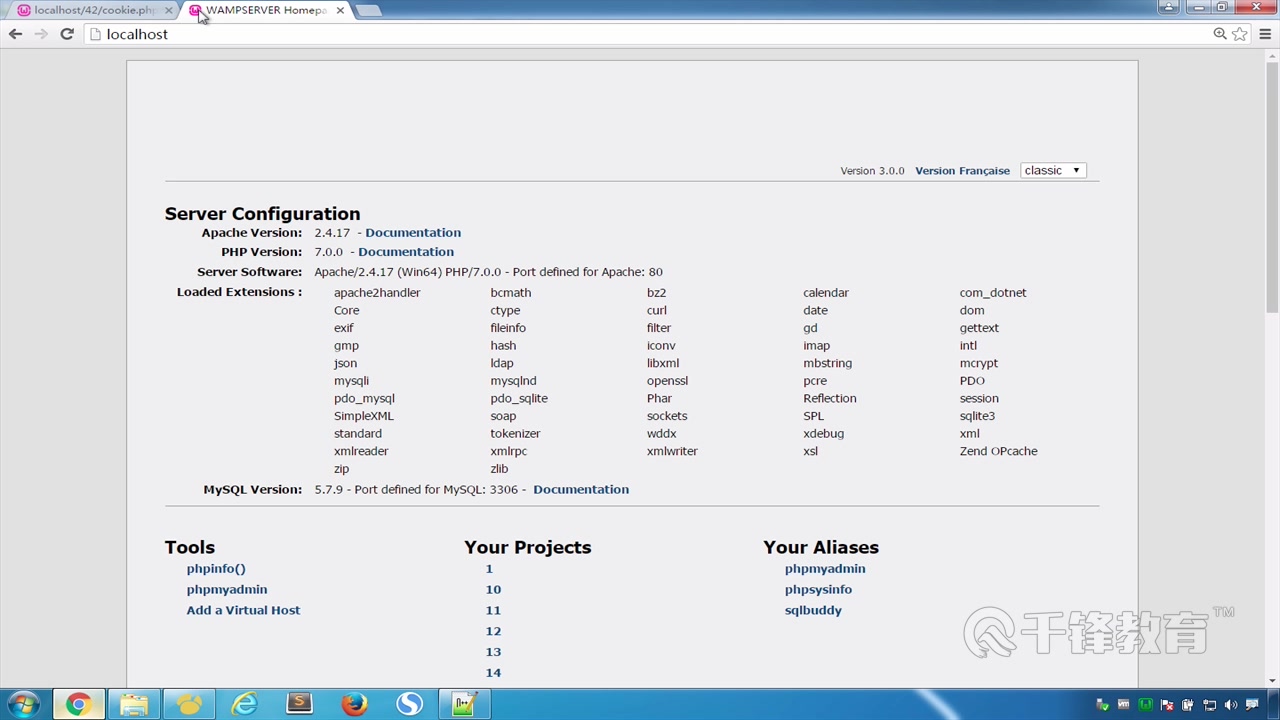 localhost/42/cookie.ph
WAMPSERVER Homepa
localhost
Version 3.0.0 Version Française classic
Server Configuration
Apache Version: 2.4.17 - Documentation
PHP Version: 7.0.0 - Documentation
Server Software: Apache/2.4.17 (Win64) PHP/7.0.0 - Port defined for Apache: 80
Loaded Extensions : apache2handler bcmath bz2 calendar com_dotnet
Core ctype curl date dom
exif fileinfo filter gd gettext
gmp hash iconv imap intl
json ldap libxml mbstring mcrypt
mysqli mysqlnd openssl pcre PDO
pdo_mysql pdo_sqlite Phar Reflection session
SimpleXML soap sockets SPL sqlite3
standard tokenizer wddx xdebug xml
xmlreader xmlrpc xmlwriter xsl Zend OPcache
zip zlib
MySQL Version: 5.7.9 - Port defined for MySQL: 3306 - Documentation
Tools
phpinfo()
phpmyadmin
Add a Virtual Host
Your Projects
1
10
11
12
13
14
Your Aliases
phpmyadmin
phpsysinfo
sqlbuddy
千锋教育™